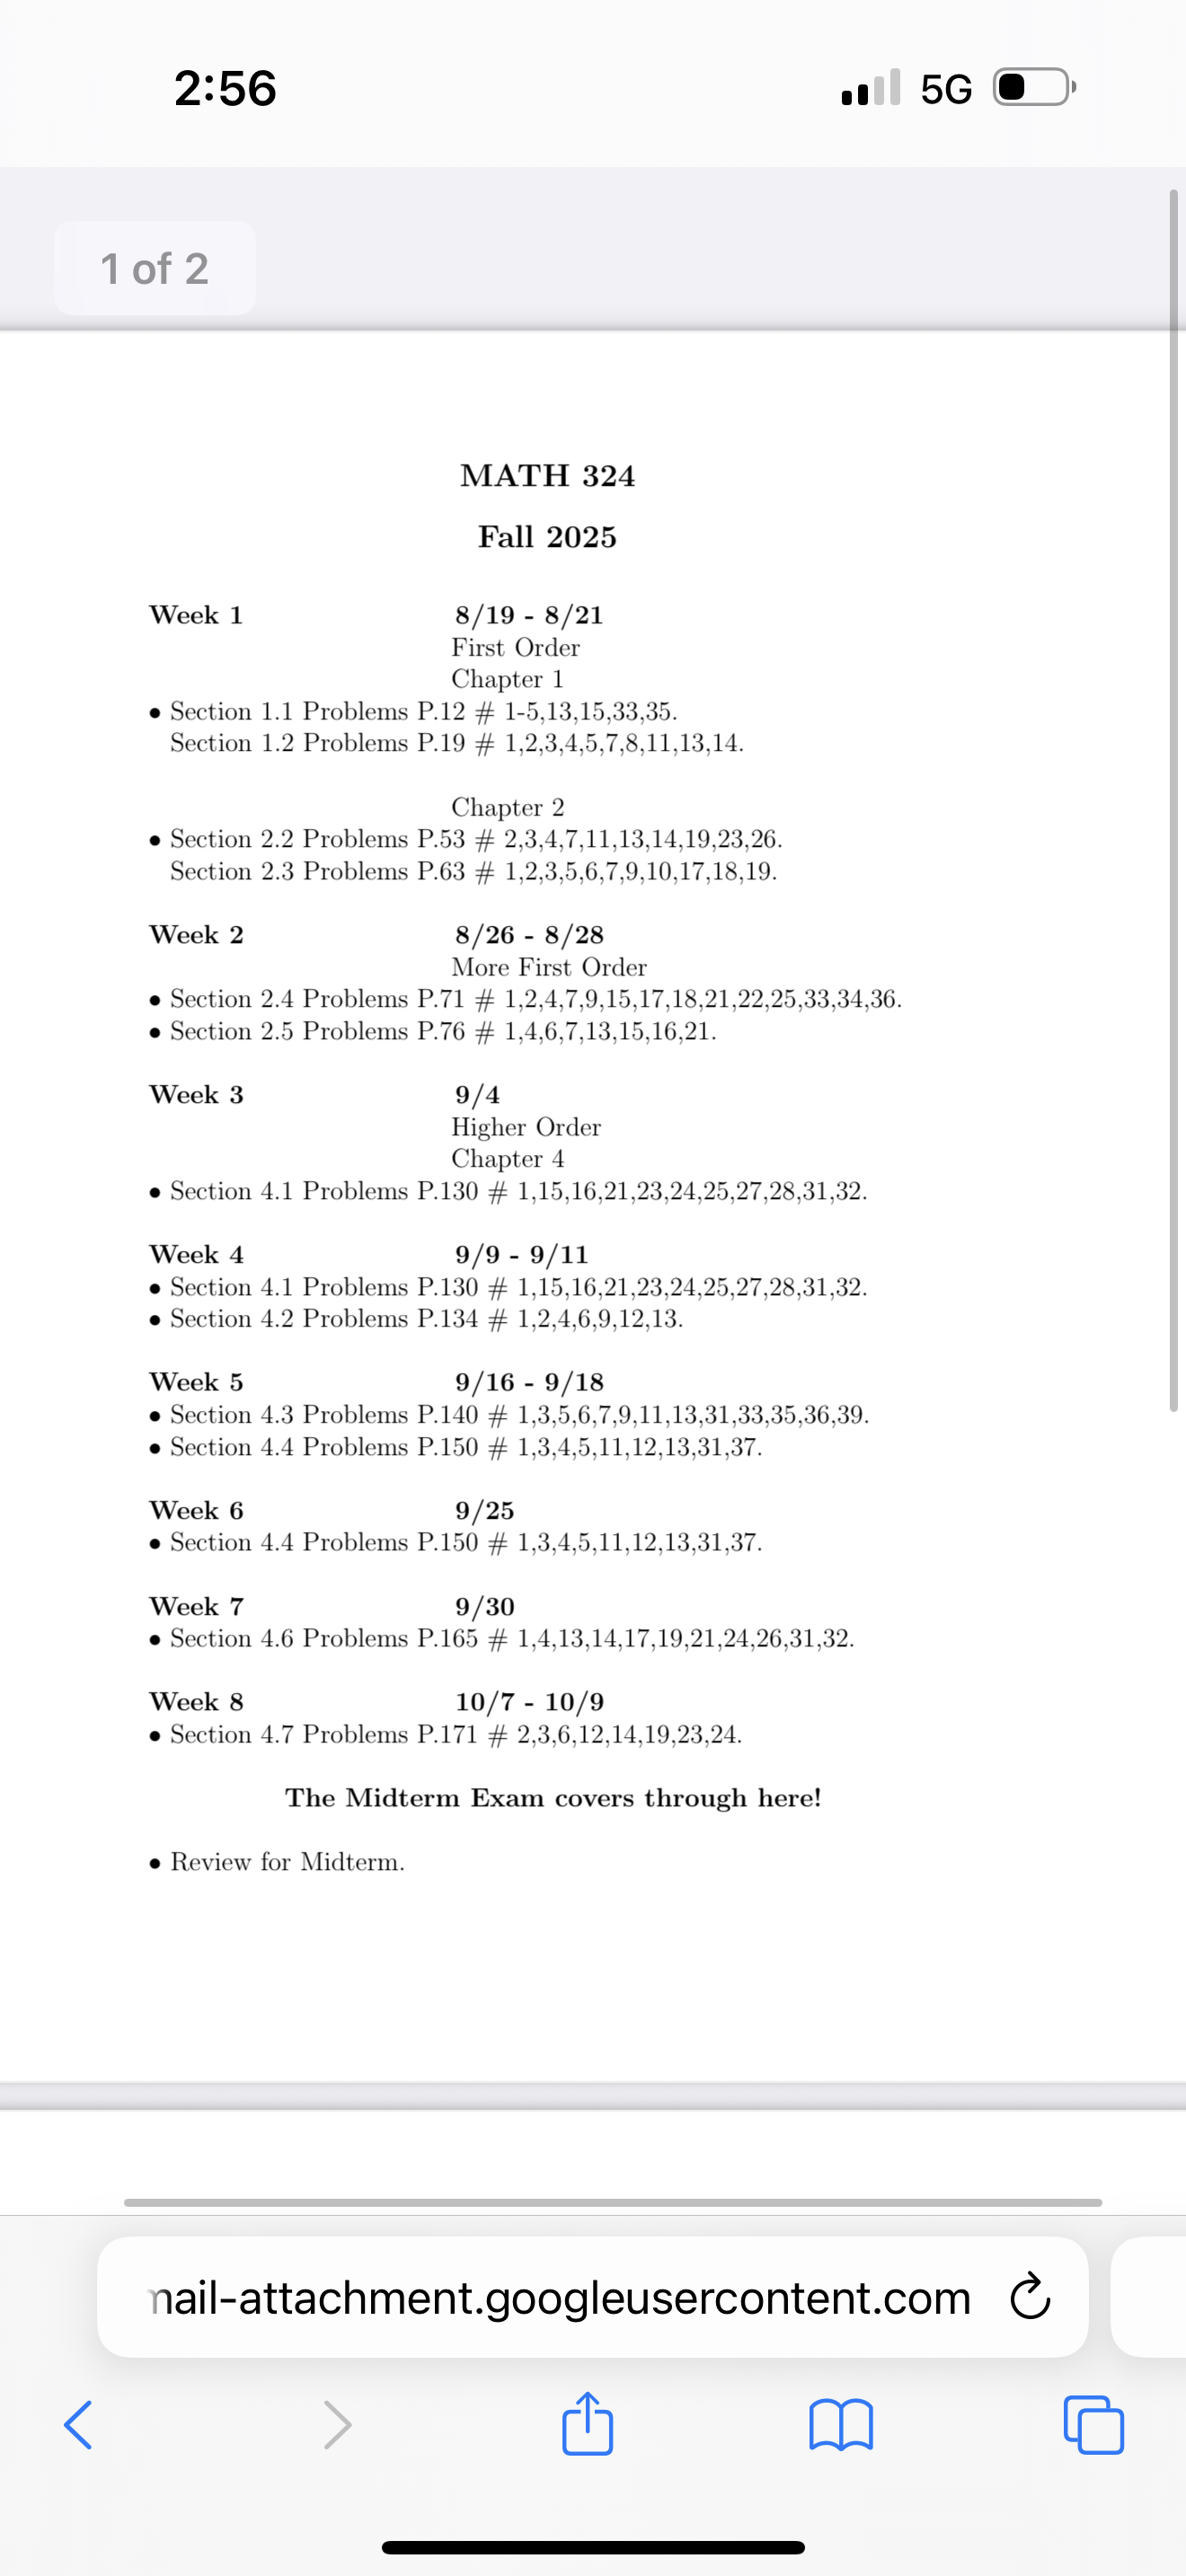 2:56
5G
1 of 2
MATH 324
Fall 2025
Week 1 8/19 - 8/21
First Order
Chapter 1
• Section 1.1 Problems P.12 # 1-5,13,15,33,35.
Section 1.2 Problems P.19 # 1,2,3,4,5,7,8,11,13,14.
Chapter 2
• Section 2.2 Problems P.53 # 2,3,4,7,11,13,14,19,23,26.
Section 2.3 Problems P.63 # 1,2,3,5,6,7,9,10,17,18,19.
Week 2 8/26 - 8/28
More First Order
• Section 2.4 Problems P.71 # 1,2,4,7,9,15,17,18,21,22,25,33,34,36.
• Section 2.5 Problems P.76 # 1,4,6,7,13,15,16,21.
Week 3 9/4
Higher Order
Chapter 4
• Section 4.1 Problems P.130 # 1,15,16,21,23,24,25,27,28,31,32.
Week 4 9/9 - 9/11
• Section 4.1 Problems P.130 # 1,15,16,21,23,24,25,27,28,31,32.
• Section 4.2 Problems P.134 # 1,2,4,6,9,12,13.
Week 5 9/16 - 9/18
• Section 4.3 Problems P.140 # 1,3,5,6,7,9,11,13,31,33,35,36,39.
• Section 4.4 Problems P.150 # 1,3,4,5,11,12,13,31,37.
Week 6 9/25
• Section 4.4 Problems P.150 # 1,3,4,5,11,12,13,31,37.
Week 7 9/30
• Section 4.6 Problems P.165 # 1,4,13,14,17,19,21,24,26,31,32.
Week 8 10/7 - 10/9
• Section 4.7 Problems P.171 # 2,3,6,12,14,19,23,24.
The Midterm Exam covers through here!
• Review for Midterm.
mail-attachment.googleusercontent.com